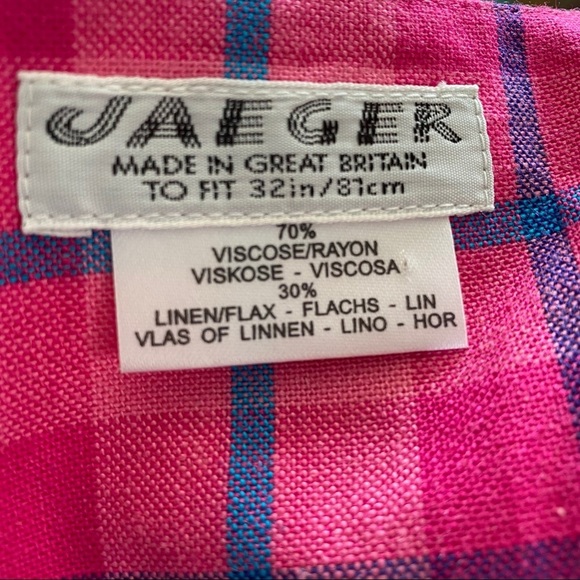 JAEGER
MADE IN GREAT BRITAIN
TO FIT 32in/81cm
70%
VISCOSE/RAYON
VISKOSE - VISCOSA
30%
LINEN/FLAX - FLACHS - LIN
VLAS OF LINNEN - LINO - HOR